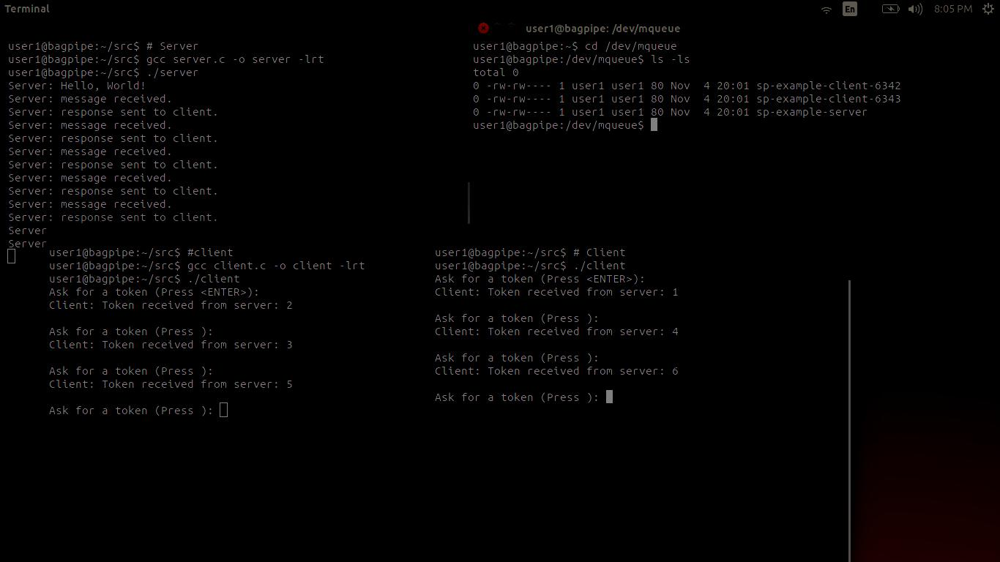 Terminal
En
8:05 PM
user1@bagpipe:~/src$ # Server
user1@bagpipe:~/src$ gcc server.c -o server -lrt
user1@bagpipe:~/src$ ./server
Server: Hello, World!
Server: message received.
Server: response sent to client.
Server: message received.
Server: response sent to client.
Server: message received.
Server: response sent to client.
Server: message received.
Server: response sent to client.
Server: message received.
Server: response sent to client.
Server
Server
user1@bagpipe: /dev/mqueue
user1@bagpipe:~$ cd /dev/mqueue
user1@bagpipe:/dev/mqueue$ ls -ls
total 0
0 -rw-rw---- 1 user1 user1 80 Nov  4 20:01 sp-example-client-6342
0 -rw-rw---- 1 user1 user1 80 Nov  4 20:01 sp-example-client-6343
0 -rw-rw---- 1 user1 user1 80 Nov  4 20:01 sp-example-server
user1@bagpipe:/dev/mqueue$
user1@bagpipe:~/src$ #client
user1@bagpipe:~/src$ gcc client.c -o client -lrt
user1@bagpipe:~/src$ ./client
Ask for a token (Press <ENTER>):
Client: Token received from server: 2
Ask for a token (Press ):
Client: Token received from server: 3
Ask for a token (Press ):
Client: Token received from server: 5
Ask for a token (Press ):
user1@bagpipe:~/src$ # Client
user1@bagpipe:~/src$ ./client
Ask for a token (Press <ENTER>):
Client: Token received from server: 1
Ask for a token (Press ):
Client: Token received from server: 4
Ask for a token (Press ):
Client: Token received from server: 6
Ask for a token (Press ):